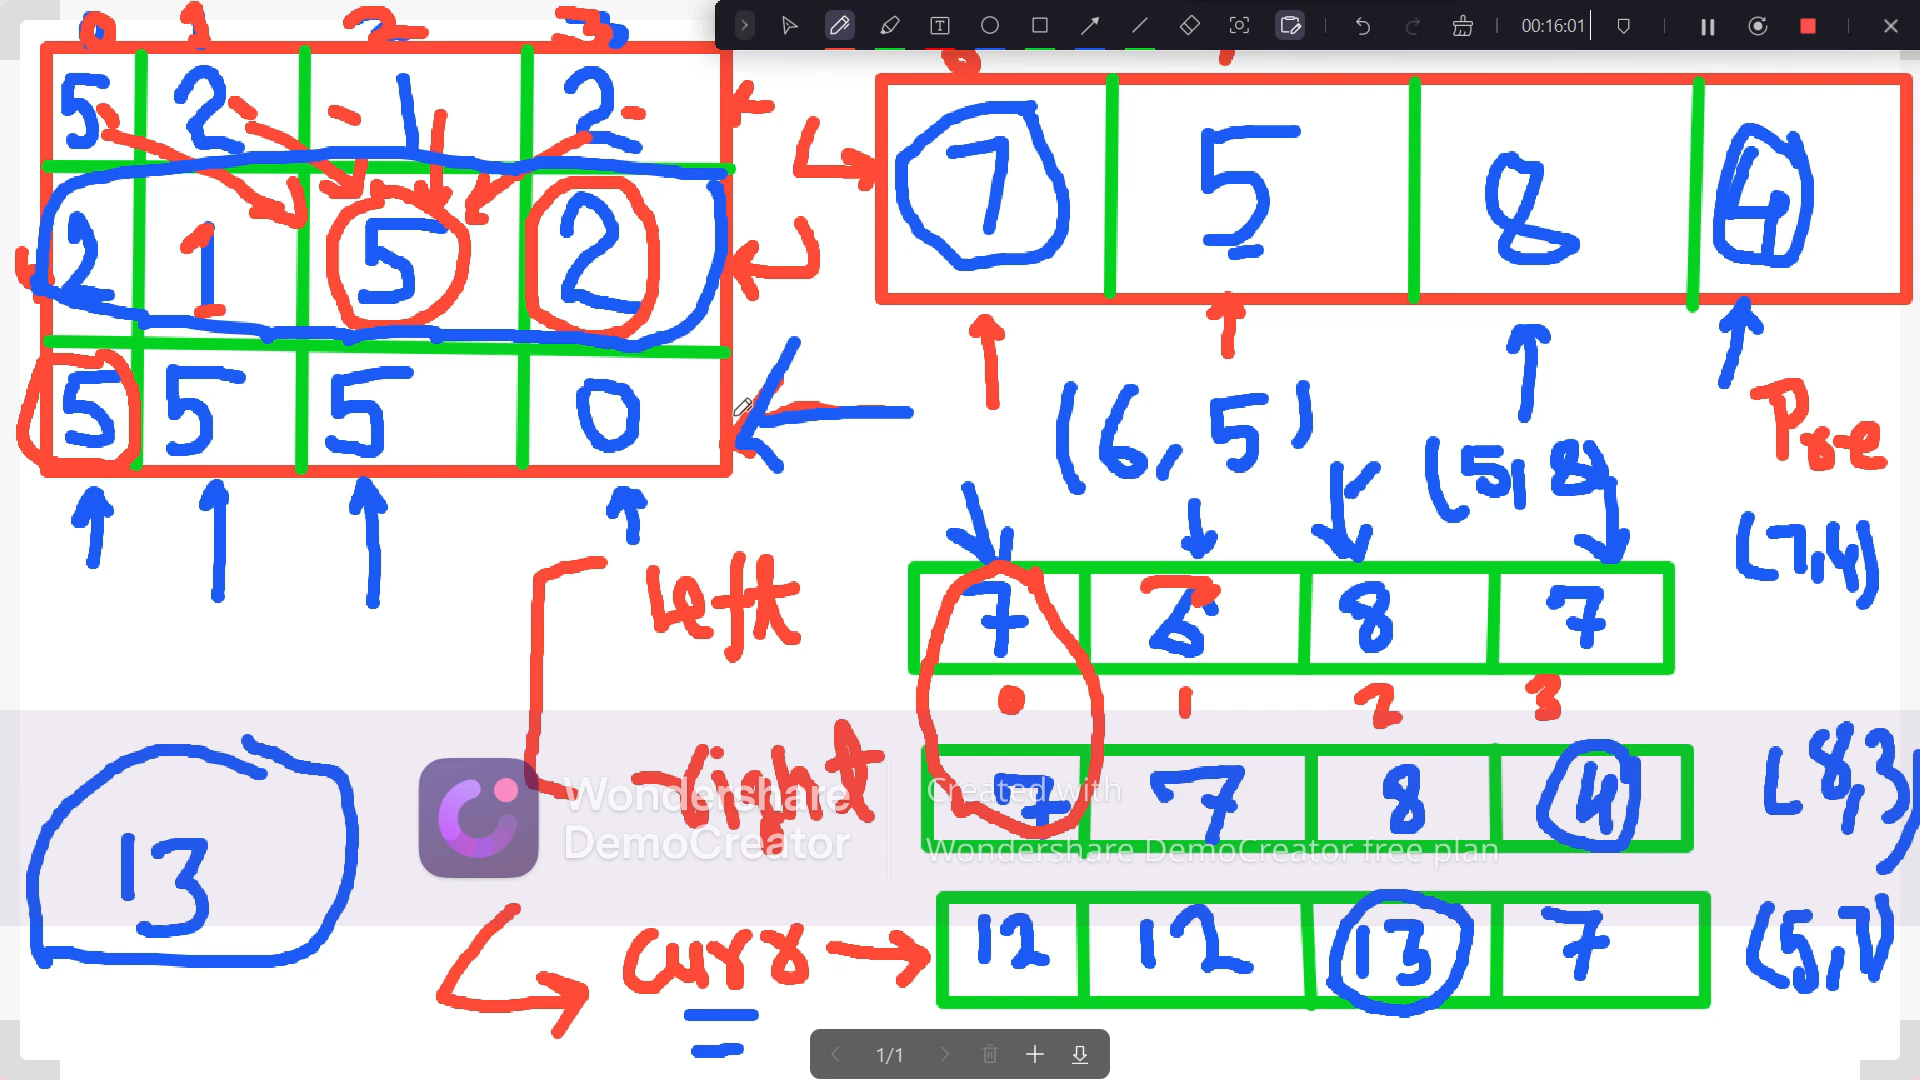 0 1 2 3
00:16:01
5 2 1 2
7 5 8 4
2 1 5 2
5 5 5 0
(6,5) (5,8) Pre
(7,4)
left 7 8 7
0 1 2 3
right 7 7 8 4 (8,3)
Wondershare
DemoCreator
Created with
Wondershare DemoCreator free plan
13
curr 12 12 13 7 (5,7)
1/1